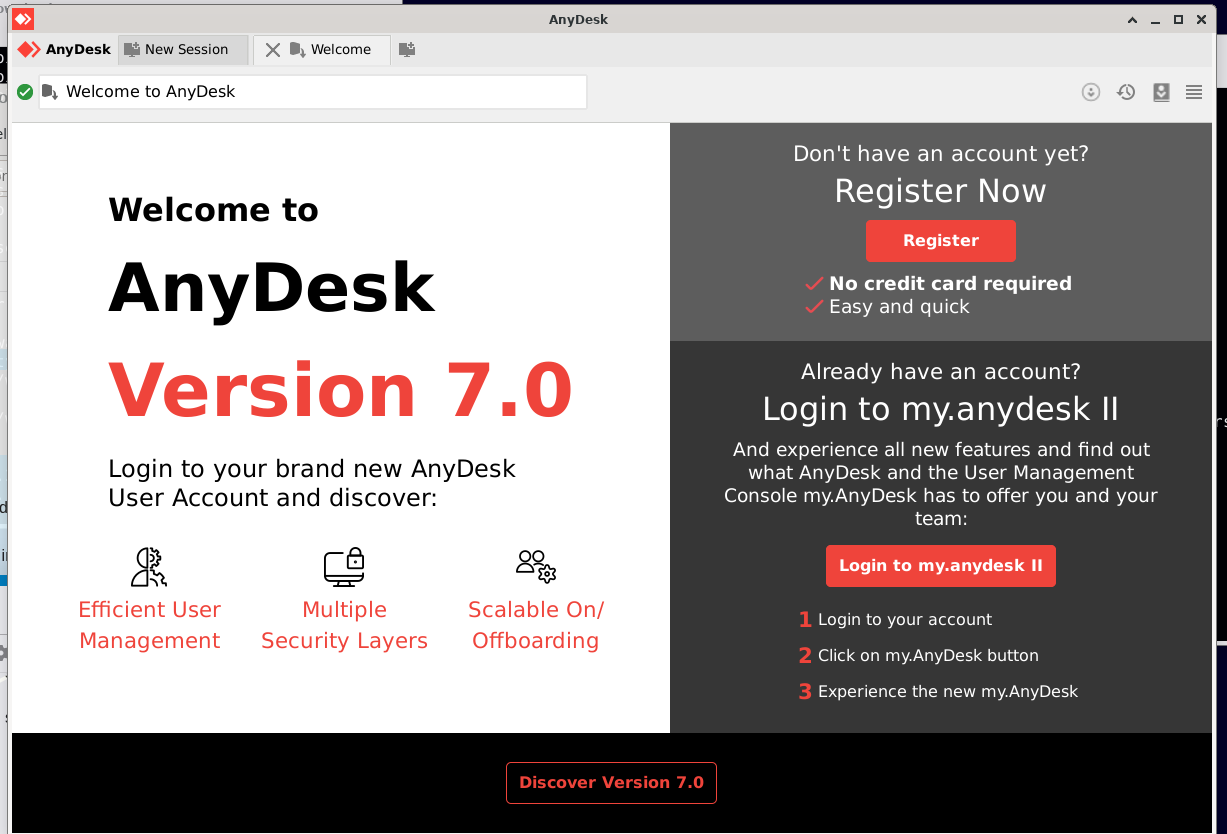 AnyDesk
AnyDesk
New Session
Welcome
Welcome to AnyDesk
Welcome to
AnyDesk
Version 7.0
Login to your brand new AnyDesk
User Account and discover:
Efficient User
Management
Multiple
Security Layers
Scalable On/
Offboarding
Don't have an account yet?
Register Now
Register
No credit card required
Easy and quick
Already have an account?
Login to my.anydesk II
And experience all new features and find out
what AnyDesk and the User Management
Console my.AnyDesk has to offer you and your
team:
Login to my.anydesk II
1 Login to your account
2 Click on my.AnyDesk button
3 Experience the new my.AnyDesk
Discover Version 7.0